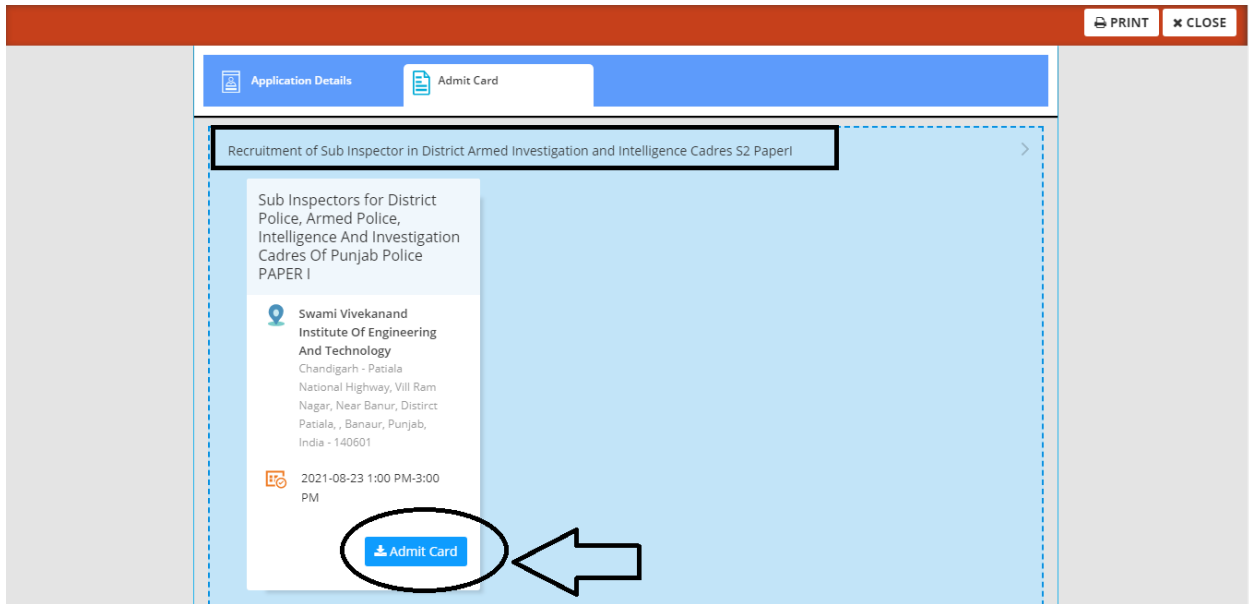 PRINT
CLOSE
Application Details
Admit Card
Recruitment of Sub Inspector in District Armed Investigation and Intelligence Cadres S2 PaperI
Sub Inspectors for District
Police, Armed Police,
Intelligence And Investigation
Cadres Of Punjab Police
PAPER I
Swami Vivekanand
Institute Of Engineering
And Technology
Chandigarh - Patiala
National Highway, Vill Ram
Nagar, Near Banur, Distirct
Patiala, , Banaur, Punjab,
India - 140601
2021-08-23 1:00 PM-3:00
PM
Admit Card